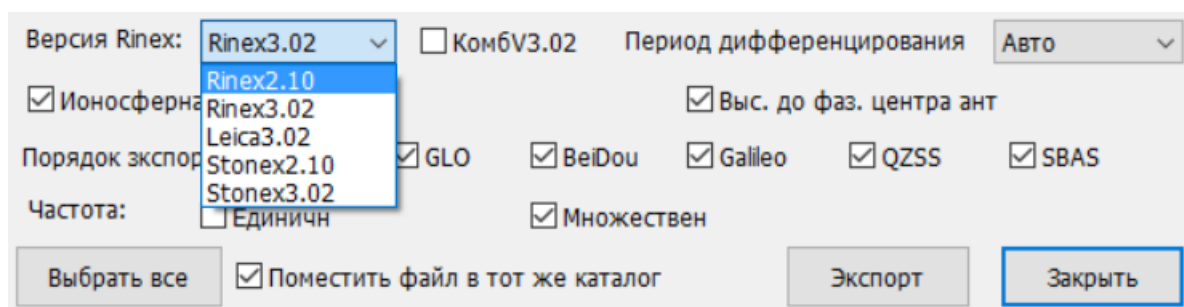 Версия Rinex: Rinex3.02 КомбV3.02 Период дифференцирования Авто
Rinex2.10
Ионосферна Выс. до фаз. центра ант
Rinex3.02
Leica3.02
Порядок экспор GLO BeiDou Galileo QZSS SBAS
Stonex2.10
Stonex3.02
Частота: Единичн Множествен
Выбрать все Поместить файл в тот же каталог Экспорт Закрыть